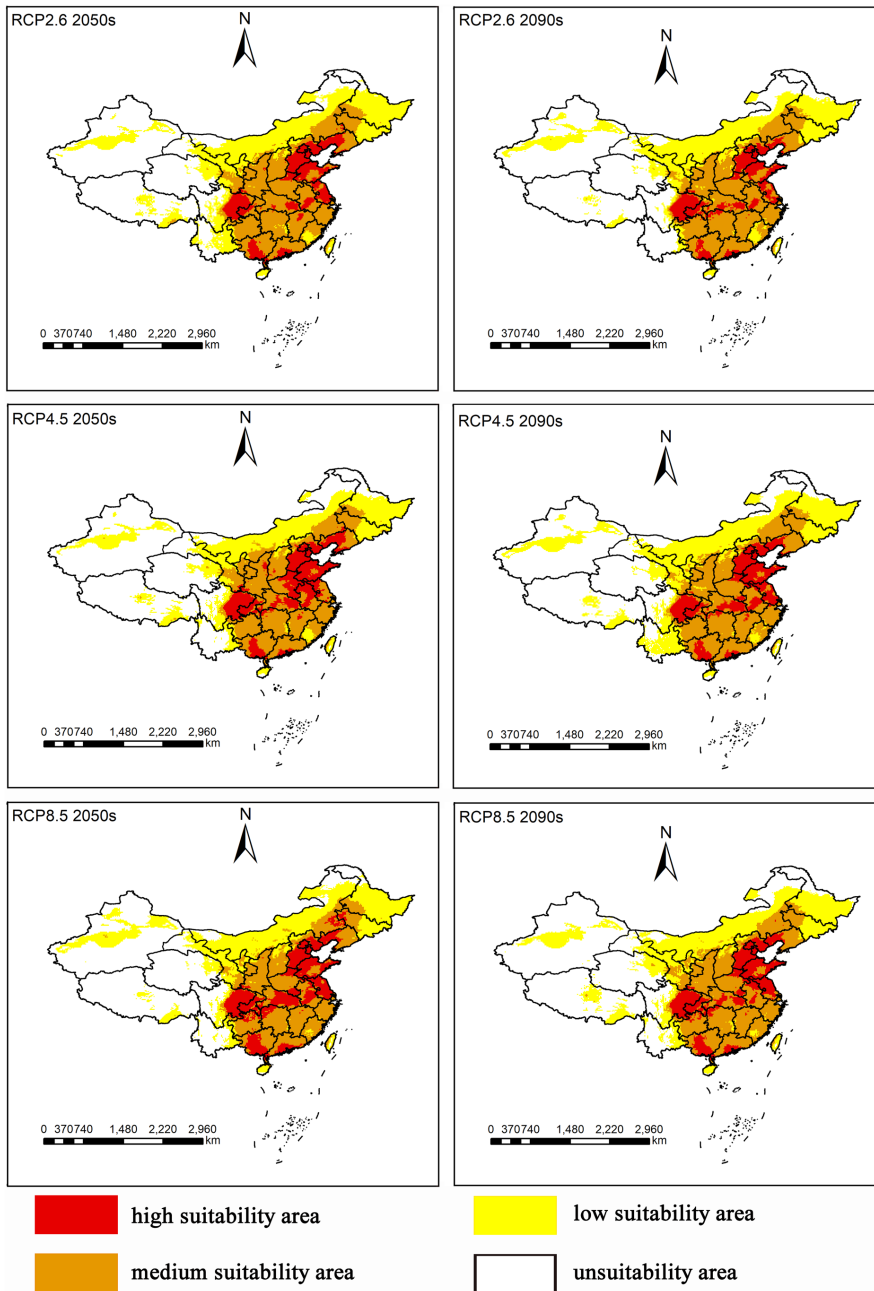 RCP2.6 2050s
N
0 370740 1,480 2,220 2,960
km
RCP2.6 2090s
N
0 370740 1,480 2,220 2,960
km
RCP4.5 2050s
N
0 370740 1,480 2,220 2,960
km
RCP4.5 2090s
N
0 370740 1,480 2,220 2,960
km
RCP8.5 2050s
N
0 370740 1,480 2,220 2,960
km
RCP8.5 2090s
N
0 370740 1,480 2,220 2,960
km
high suitability area
low suitability area
medium suitability area
unsuitability area